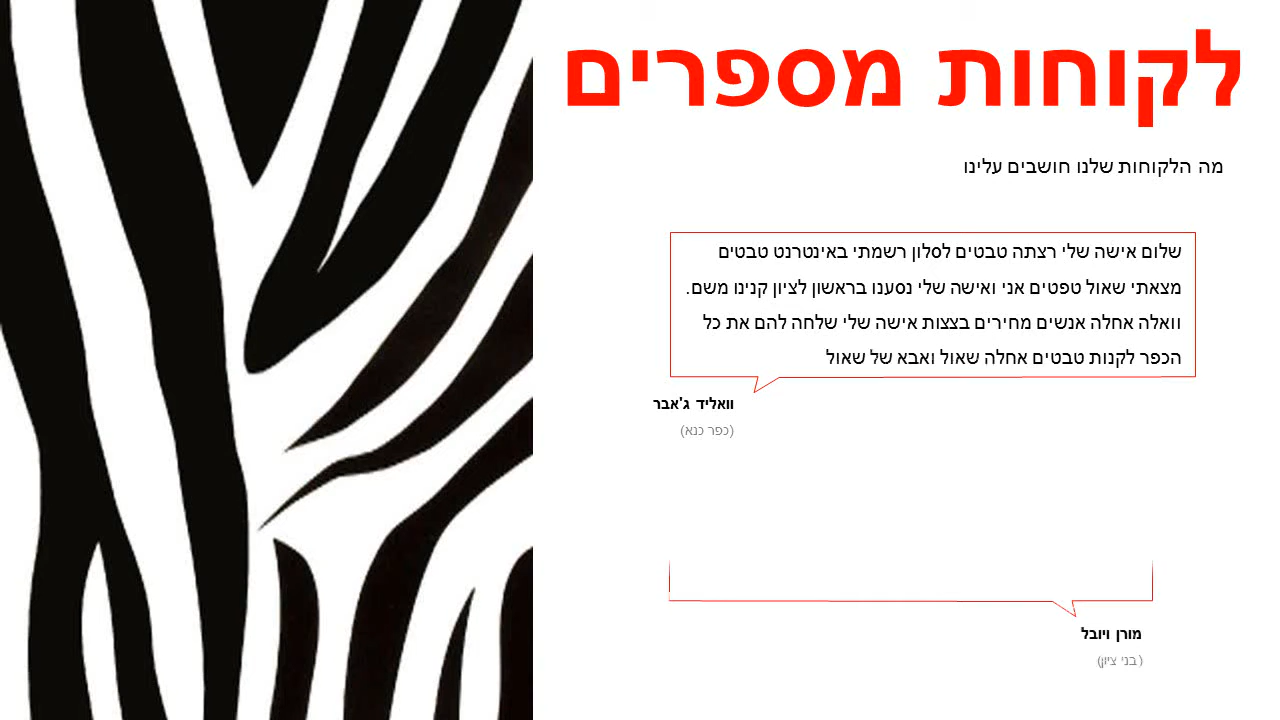 לקוחות מספרים
מה הלקוחות שלנו חושבים עלינו
שלום אישה שלי רצתה טבטים לסלון רשמתי באינטרנט טבטים
מצאתי שאול טפטים אני ואישה שלי נסענו בראשון לציון קנינו משם.
וואלה אחלה אנשים מחירים בצצות אישה שלי שלחה להם את כל
הכפר לקנות טבטים אחלה שאול ואבא של שאול
וואליד ג'אבר
(כפר כנא)
מורן ויובל
(בני ציון)